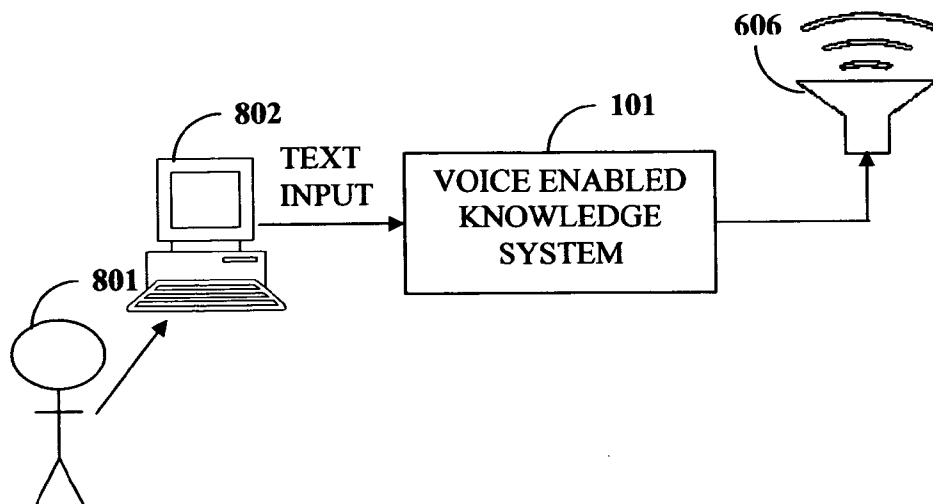 606
802
101
TEXT
INPUT
VOICE ENABLED
KNOWLEDGE
SYSTEM
801